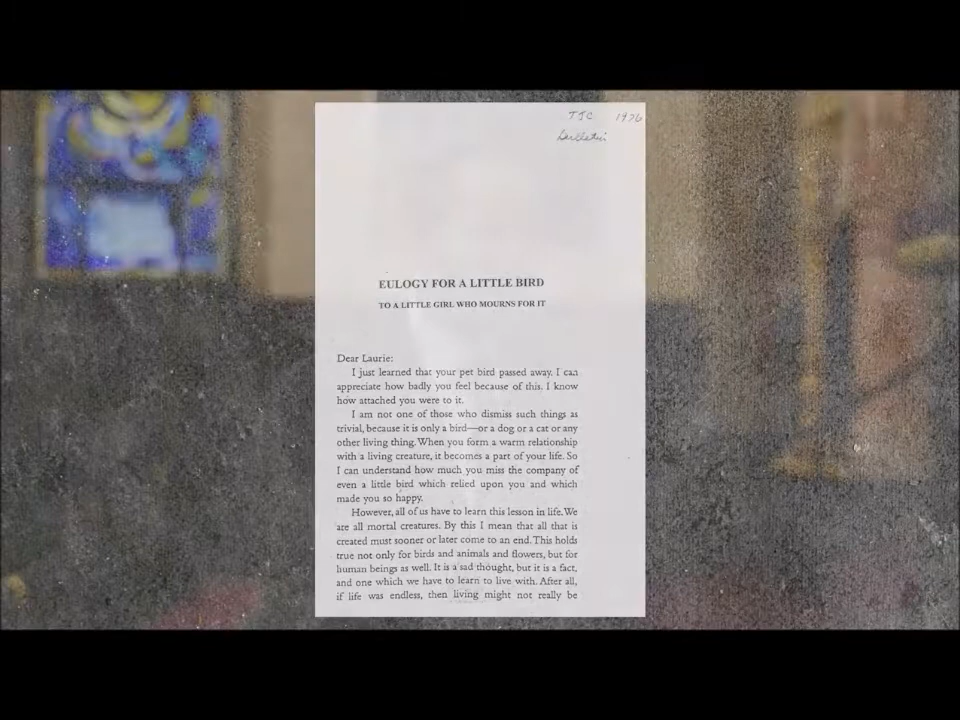 TJC 1976
Bulletin
EULOGY FOR A LITTLE BIRD
TO A LITTLE GIRL WHO MOURNS FOR IT
Dear Laurie:
I just learned that your pet bird passed away. I can
appreciate how badly you feel because of this. I know
how attached you were to it.
I am not one of those who dismiss such things as
trivial, because it is only a bird—or a dog or a cat or any
other living thing. When you form a warm relationship
with a living creature, it becomes a part of your life. So
I can understand how much you miss the company of
even a little bird which relied upon you and which
made you so happy.
However, all of us have to learn this lesson in life. We
are all mortal creatures. By this I mean that all that is
created must sooner or later come to an end. This holds
true not only for birds and animals and flowers, but for
human beings as well. It is a sad thought, but it is a fact,
and one which we have to learn to live with. After all,
if life was endless, then living might not really be